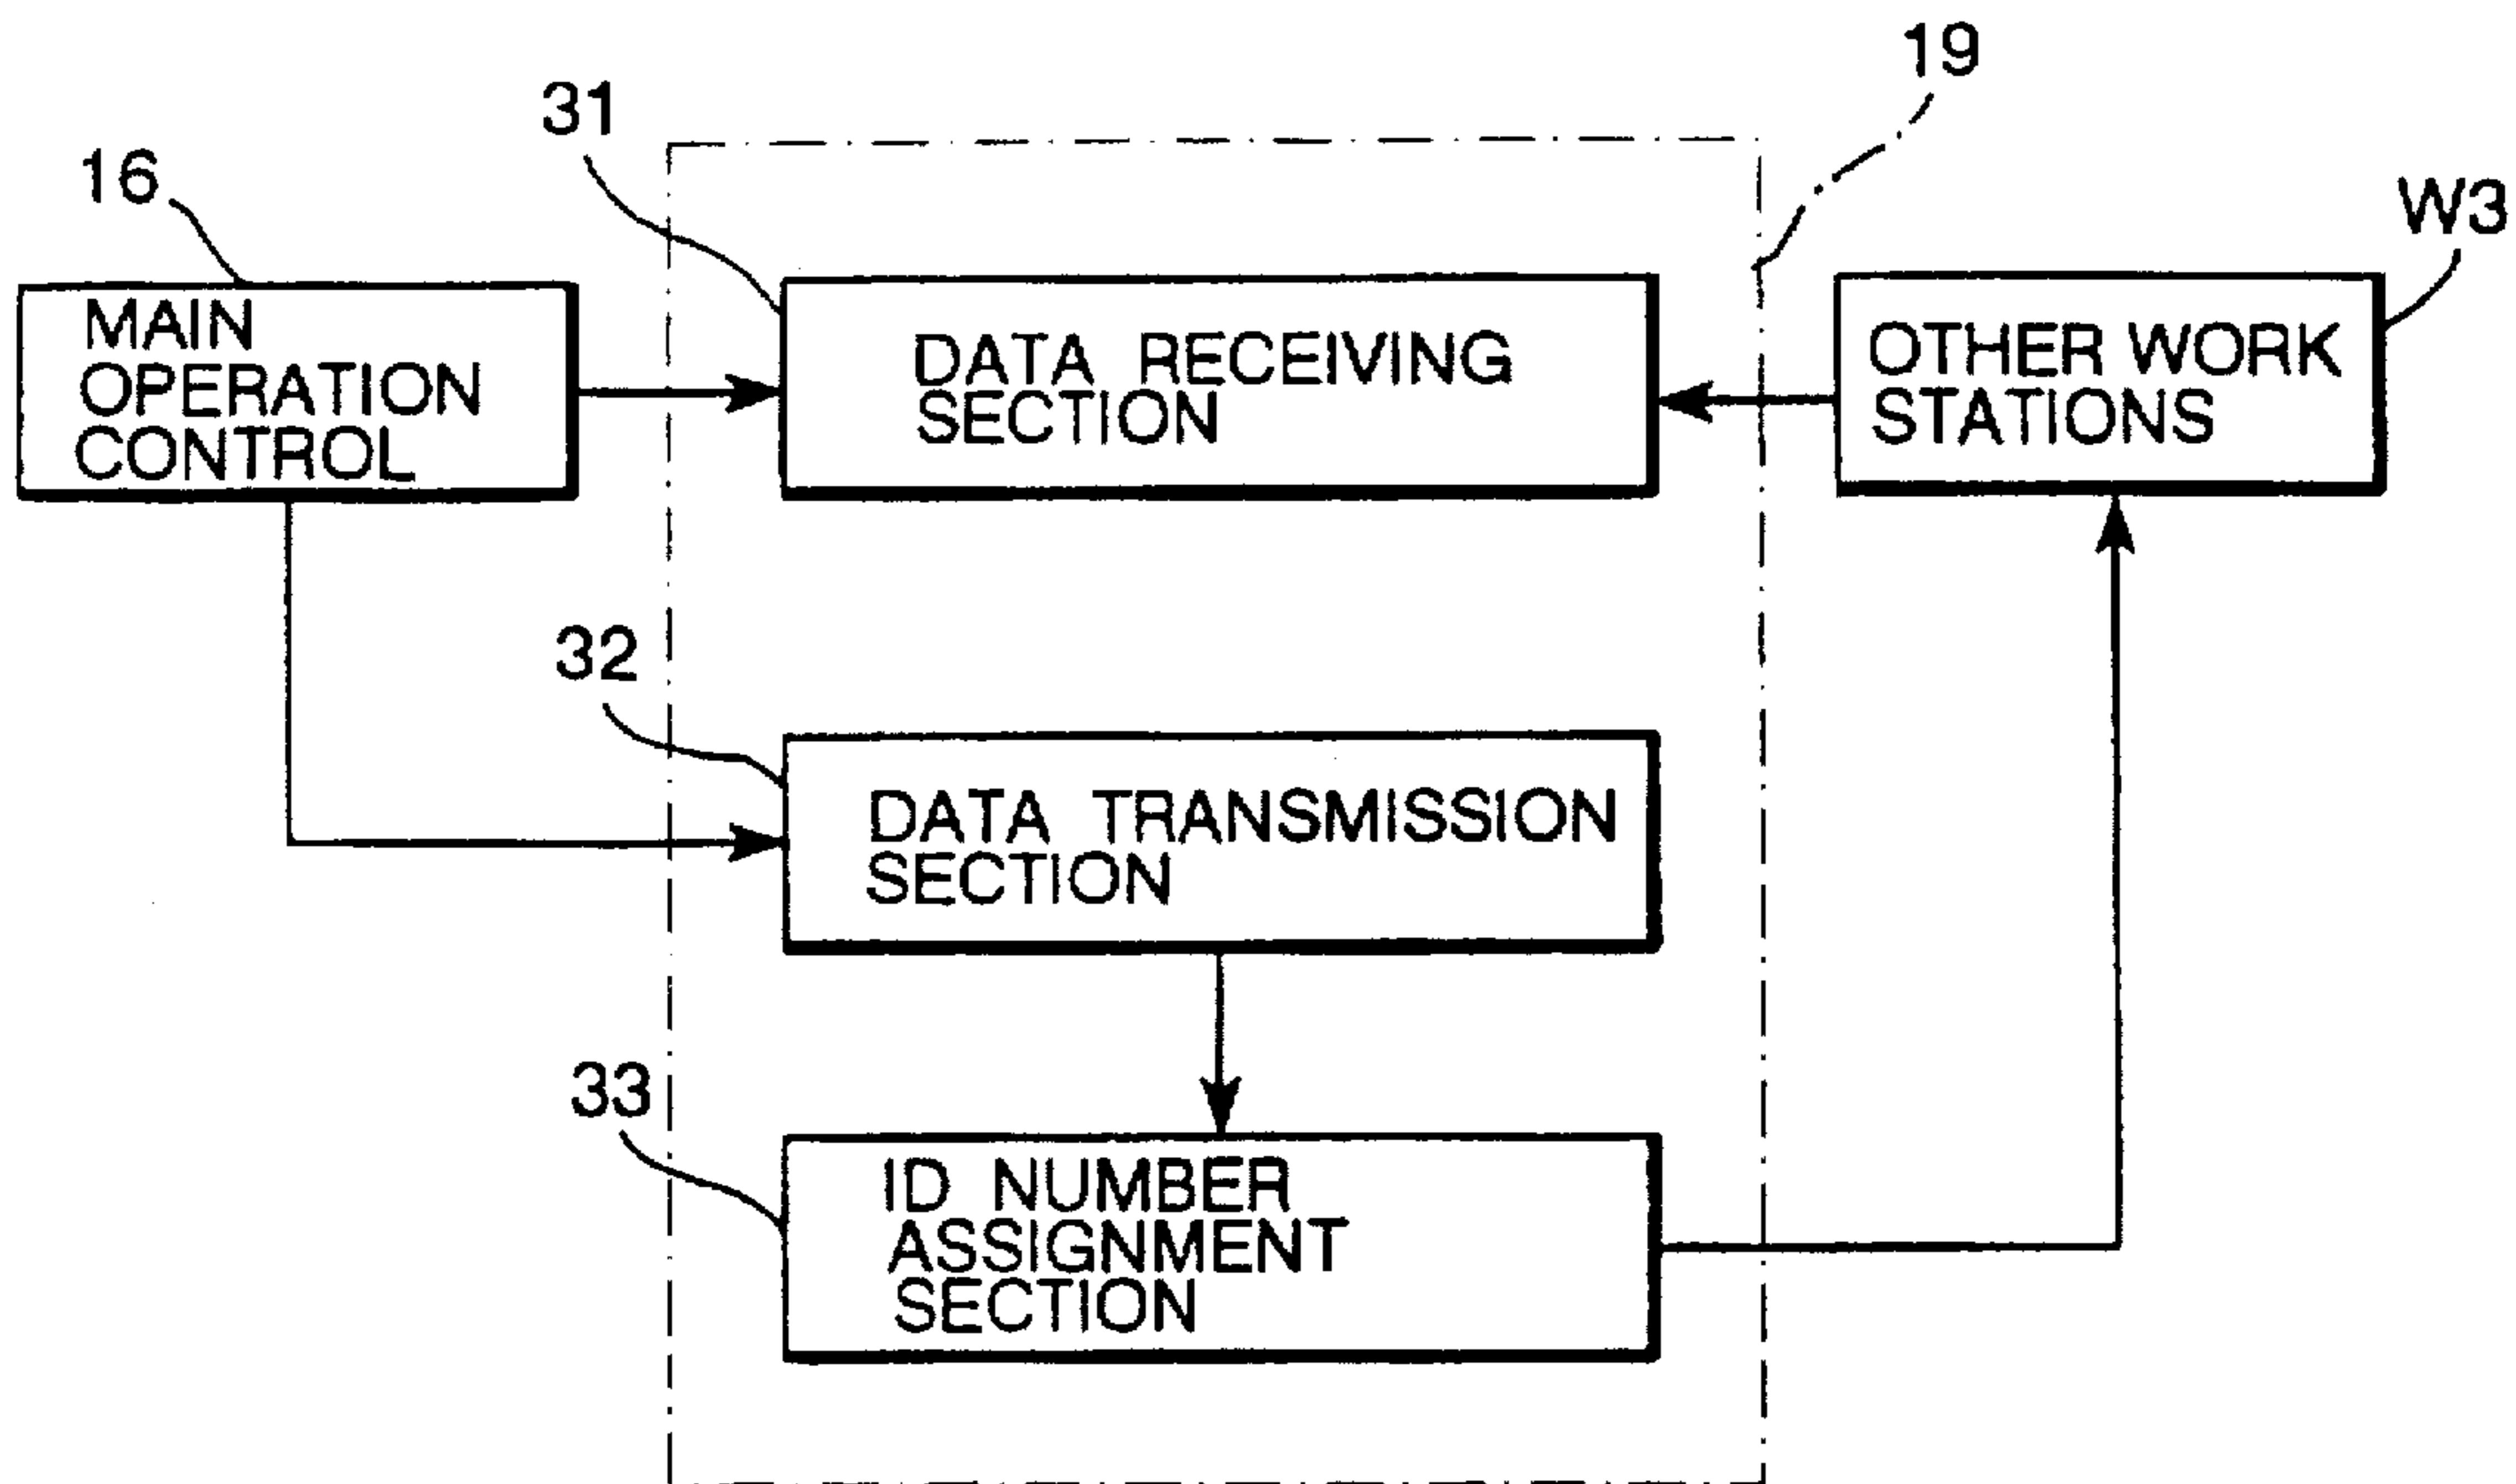 19
31
16
W3
MAIN
OPERATION
CONTROL
DATA RECEIVING
SECTION
OTHER WORK
STATIONS
32
DATA TRANSMISSION
SECTION
33
ID NUMBER
ASSIGNMENT
SECTION